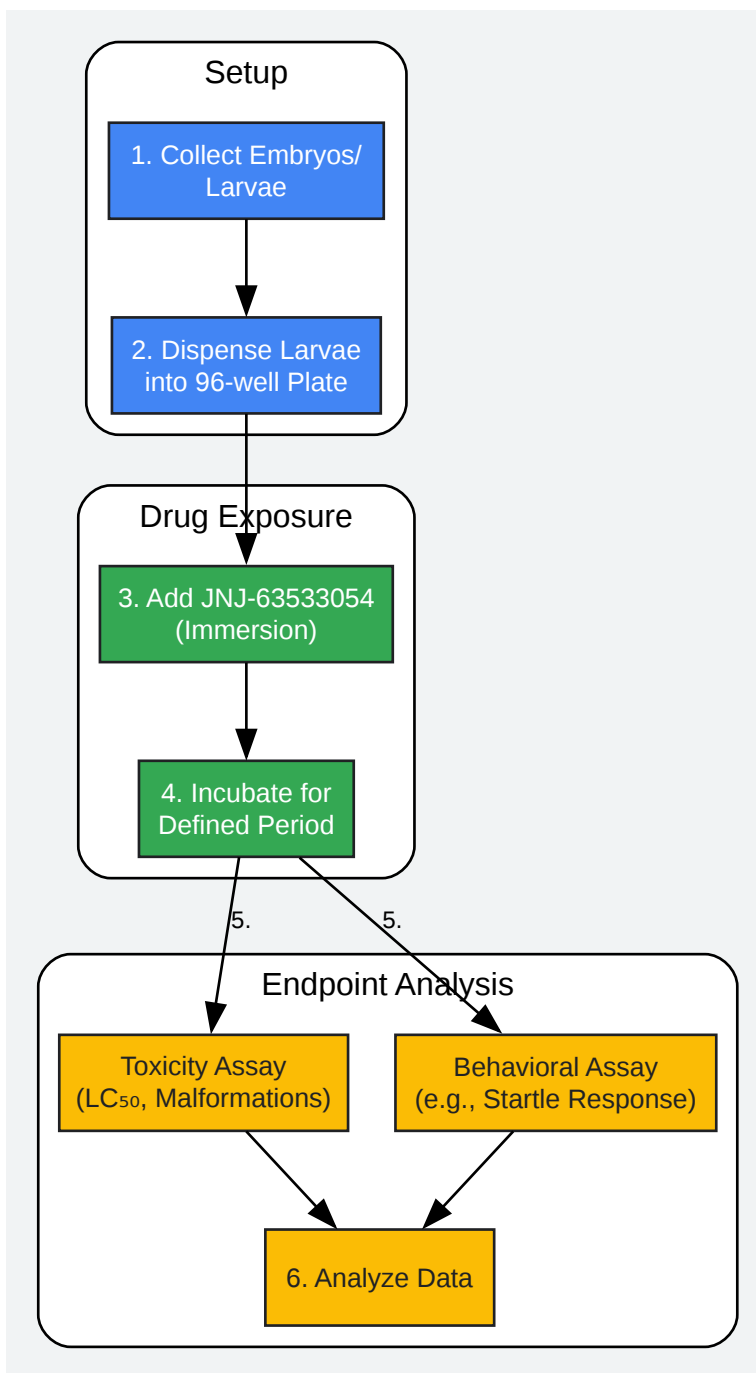 Setup
1. Collect Embryos/
Larvae
2. Dispense Larvae
into 96-well Plate
Drug Exposure
3. Add JNJ-63533054
(Immersion)
4. Incubate for
Defined Period
5.
5.
Endpoint Analysis
Toxicity Assay
(LC₅₀, Malformations)
Behavioral Assay
(e.g., Startle Response)
6. Analyze Data